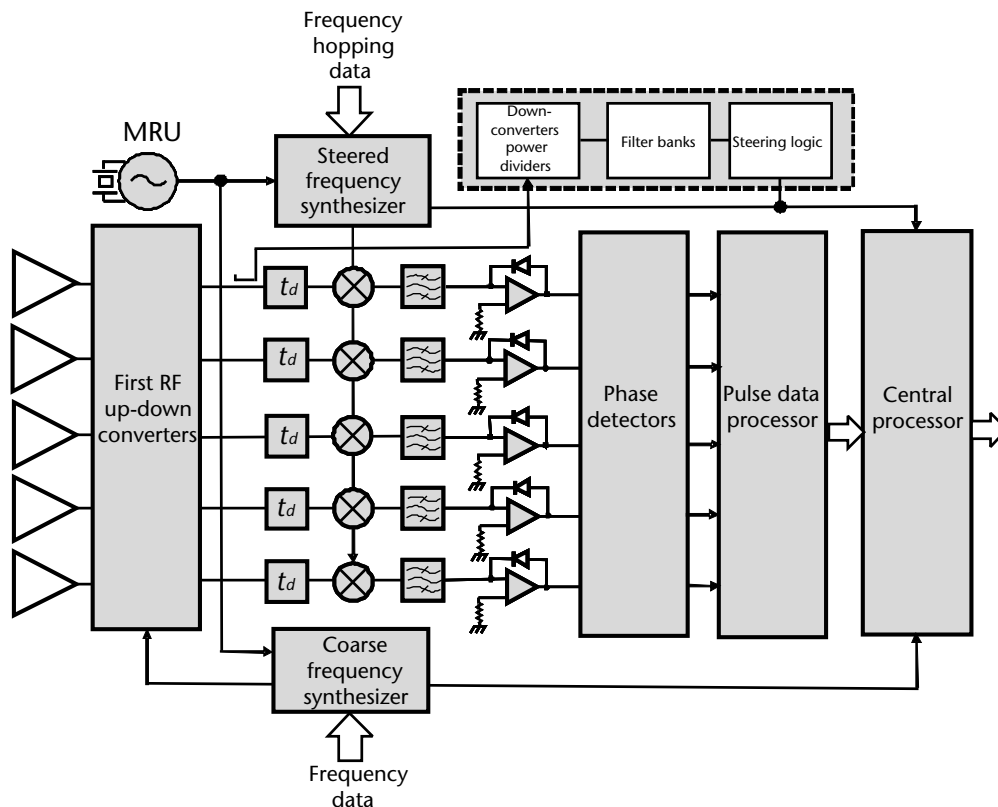 Frequency
hopping
data
MRU
Steered
frequency
synthesizer
Down-
converters
power
dividers
Filter banks
Steering logic
First RF
up-down
converters
td
td
td
td
td
Phase
detectors
Pulse data
processor
Central
processor
Coarse
frequency
synthesizer
Frequency
data